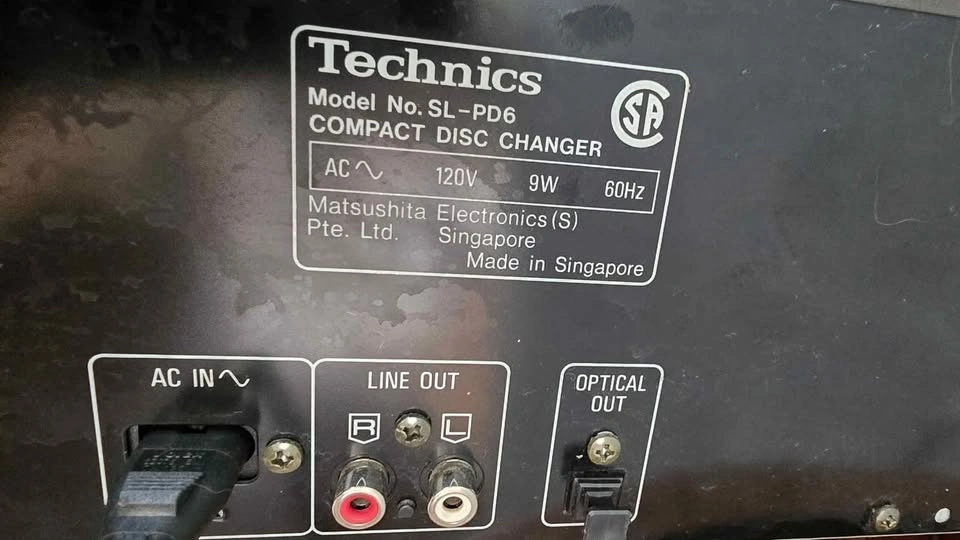 Technics
Model No. SL-PD6
COMPACT DISC CHANGER
SA
AC 120V 9W 60Hz
Matsushita Electronics (S)
Pte. Ltd. Singapore
Made in Singapore
AC IN
LINE OUT
R L
OPTICAL
OUT